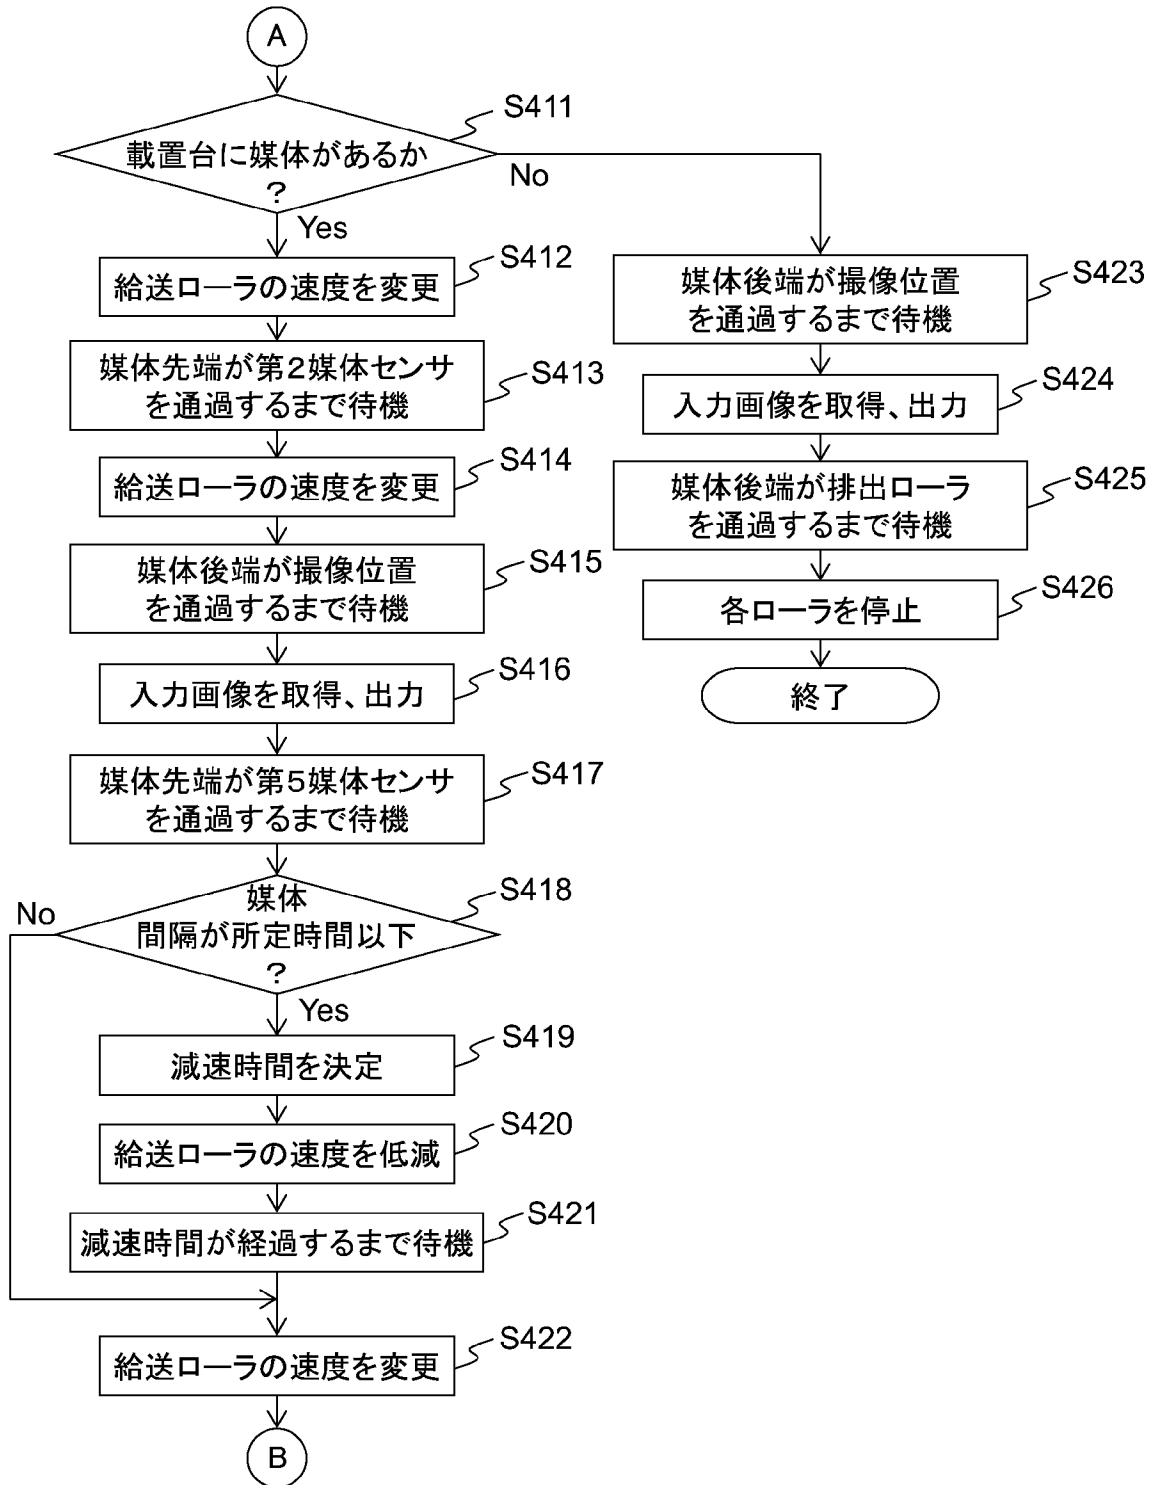 A
S411
載置台に媒体があるか
?
No
Yes
S412
給送ローラの速度を変更
媒体先端が第2媒体センサ
を通過するまで待機
S413
S414
給送ローラの速度を変更
媒体後端が撮像位置
を通過するまで待機
S415
S416
入力画像を取得、出力
媒体先端が第5媒体センサ
を通過するまで待機
S417
S418
媒体
間隔が所定時間以下
?
No
Yes
S419
減速時間を決定
S420
給送ローラの速度を低減
S421
減速時間が経過するまで待機
S422
給送ローラの速度を変更
B
S423
媒体後端が撮像位置
を通過するまで待機
S424
入力画像を取得、出力
S425
媒体後端が排出ローラ
を通過するまで待機
S426
各ローラを停止
終了